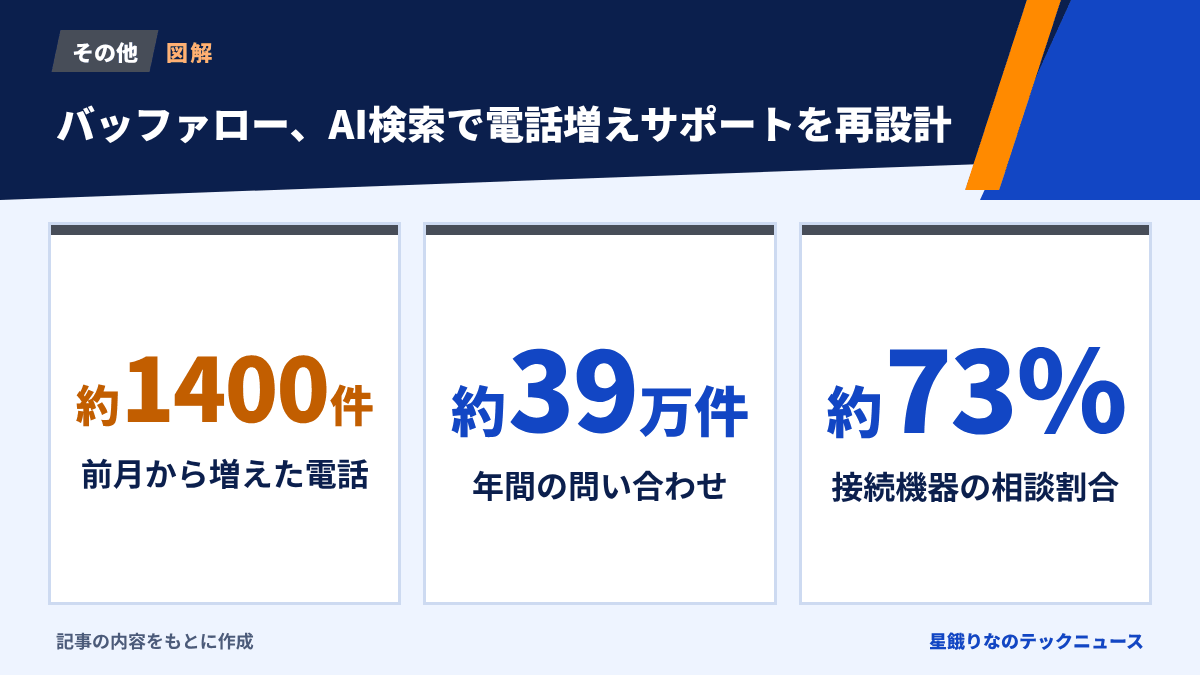 その他 図解
バッファロー、AI検索で電話増えサポートを再設計
約1400件
前月から増えた電話
約39万件
年間の問い合わせ
約73%
接続機器の相談割合
記事の内容をもとに作成
星餓りなのテックニュース